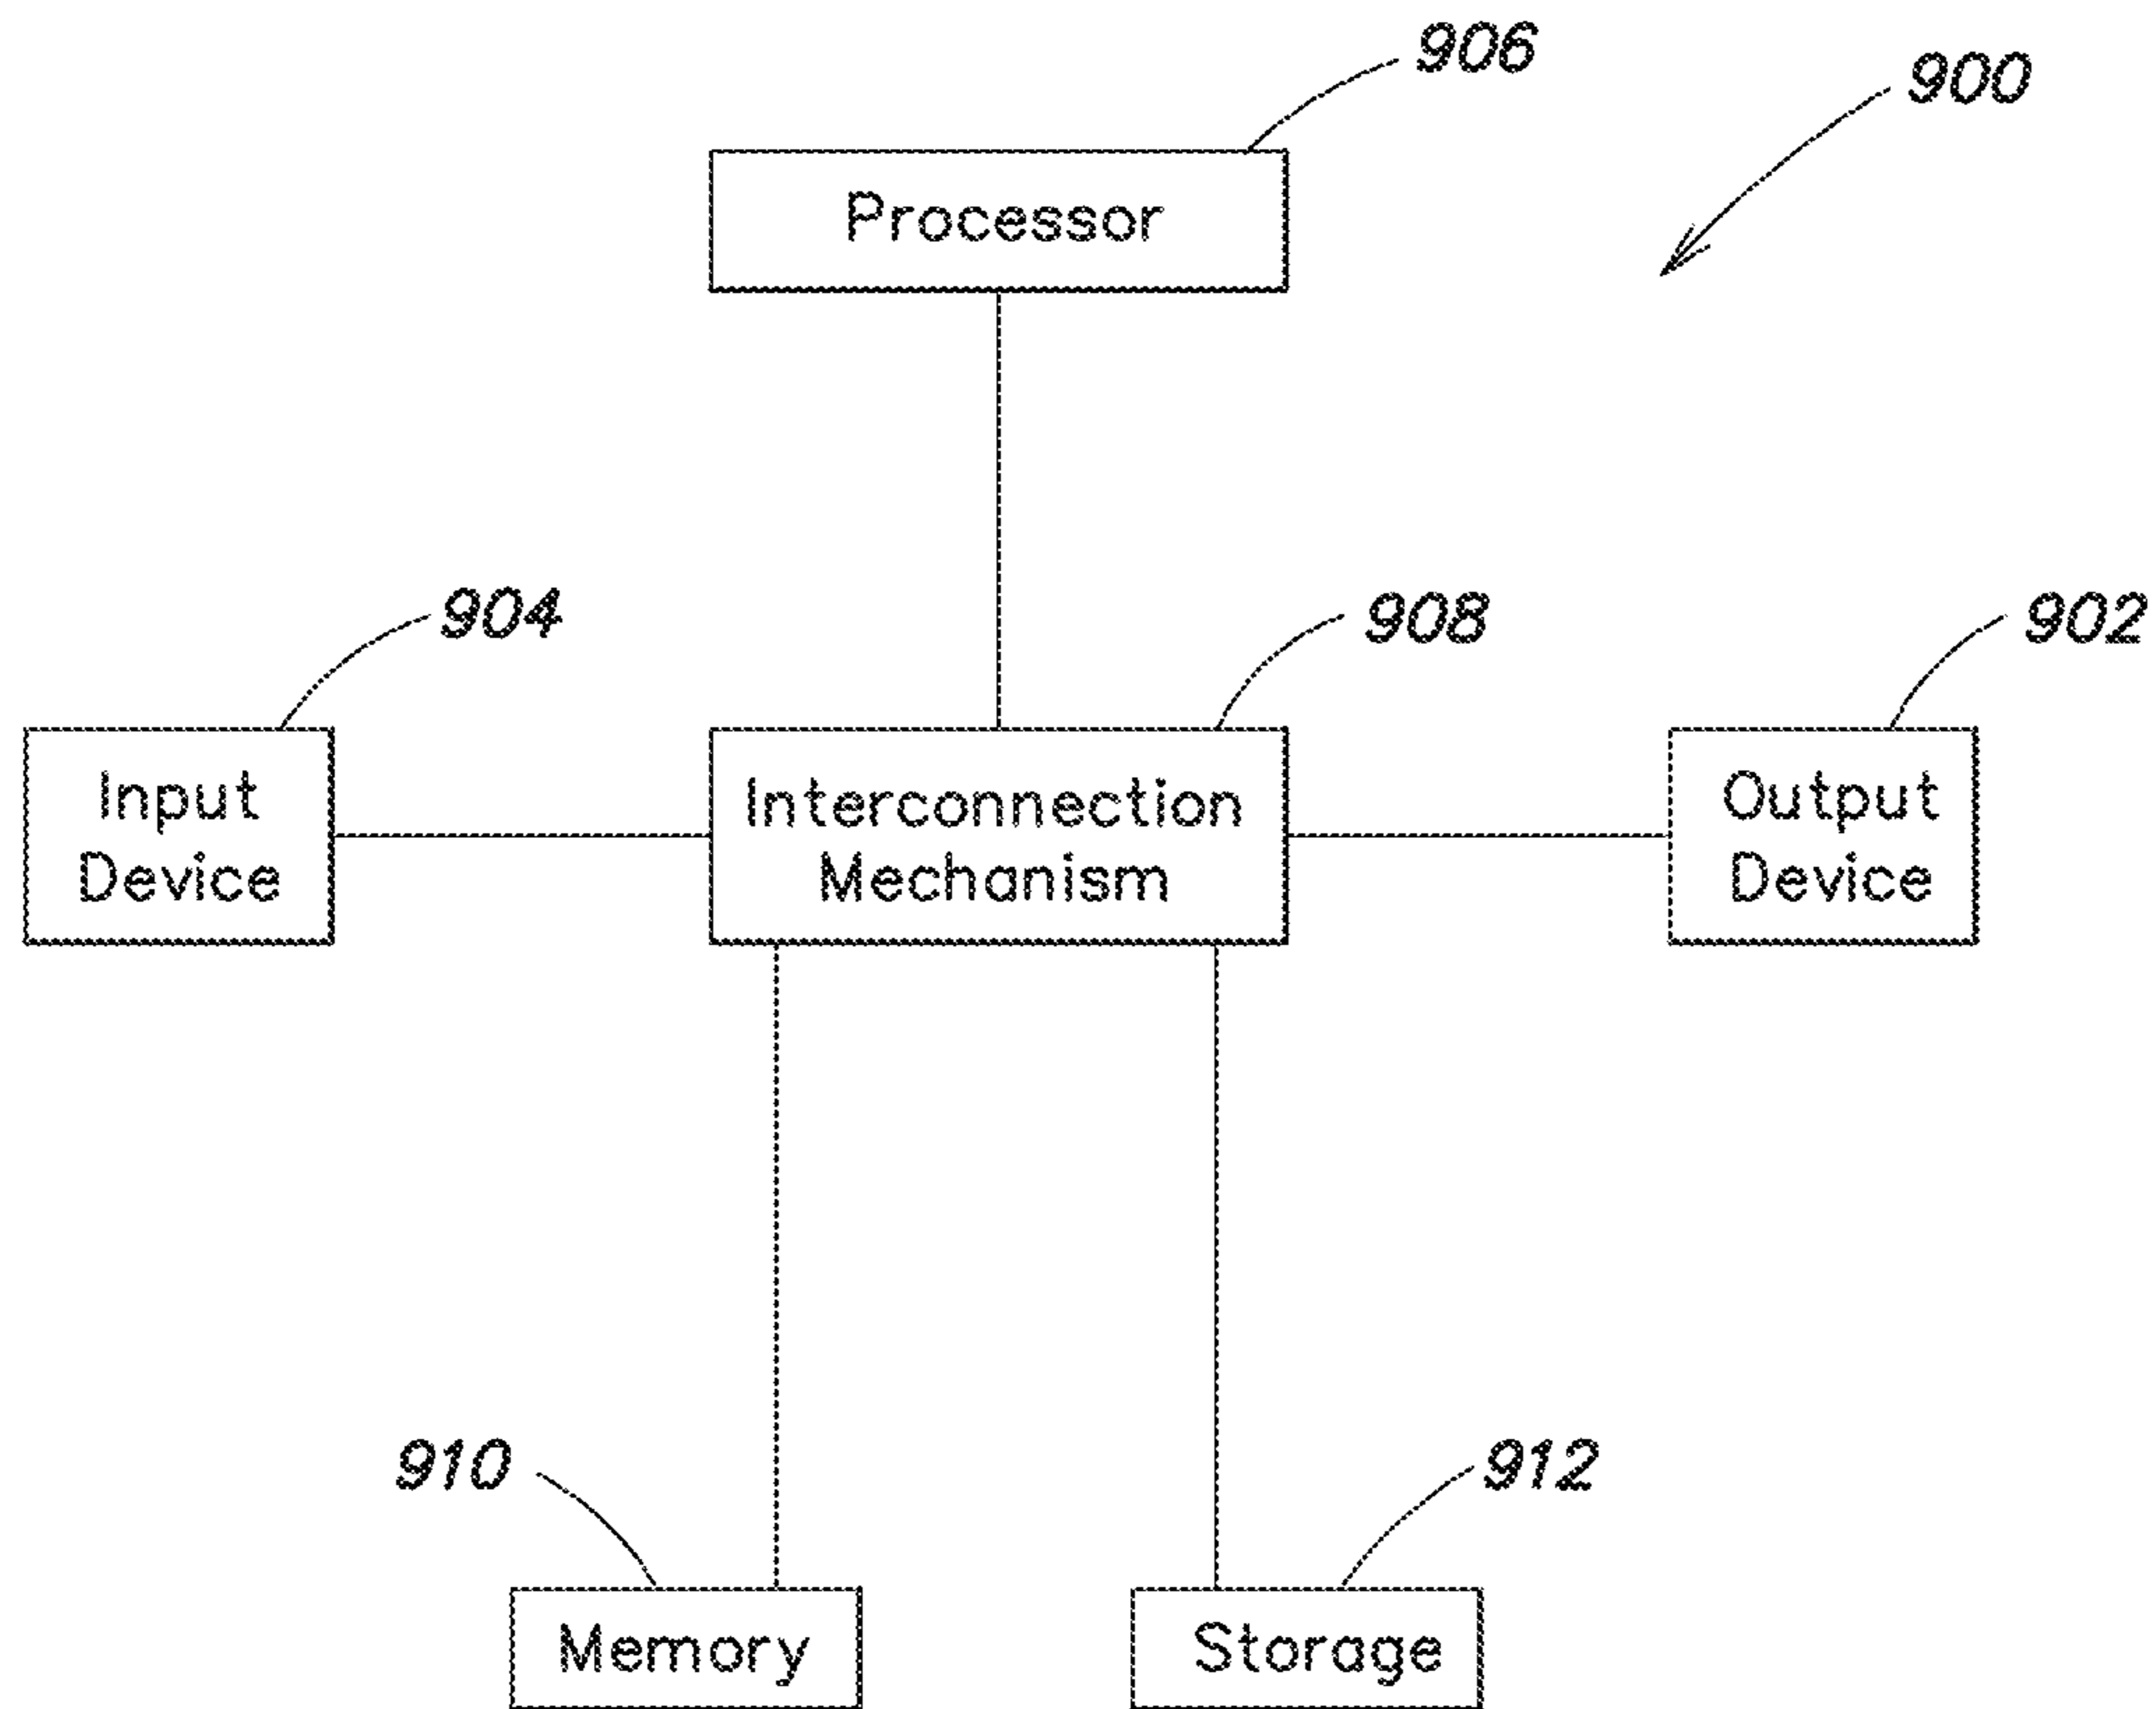 906
900
Processor
904
908
902
Input
Device
Interconnection
Mechanism
Output
Device
910
912
Memory
Storage